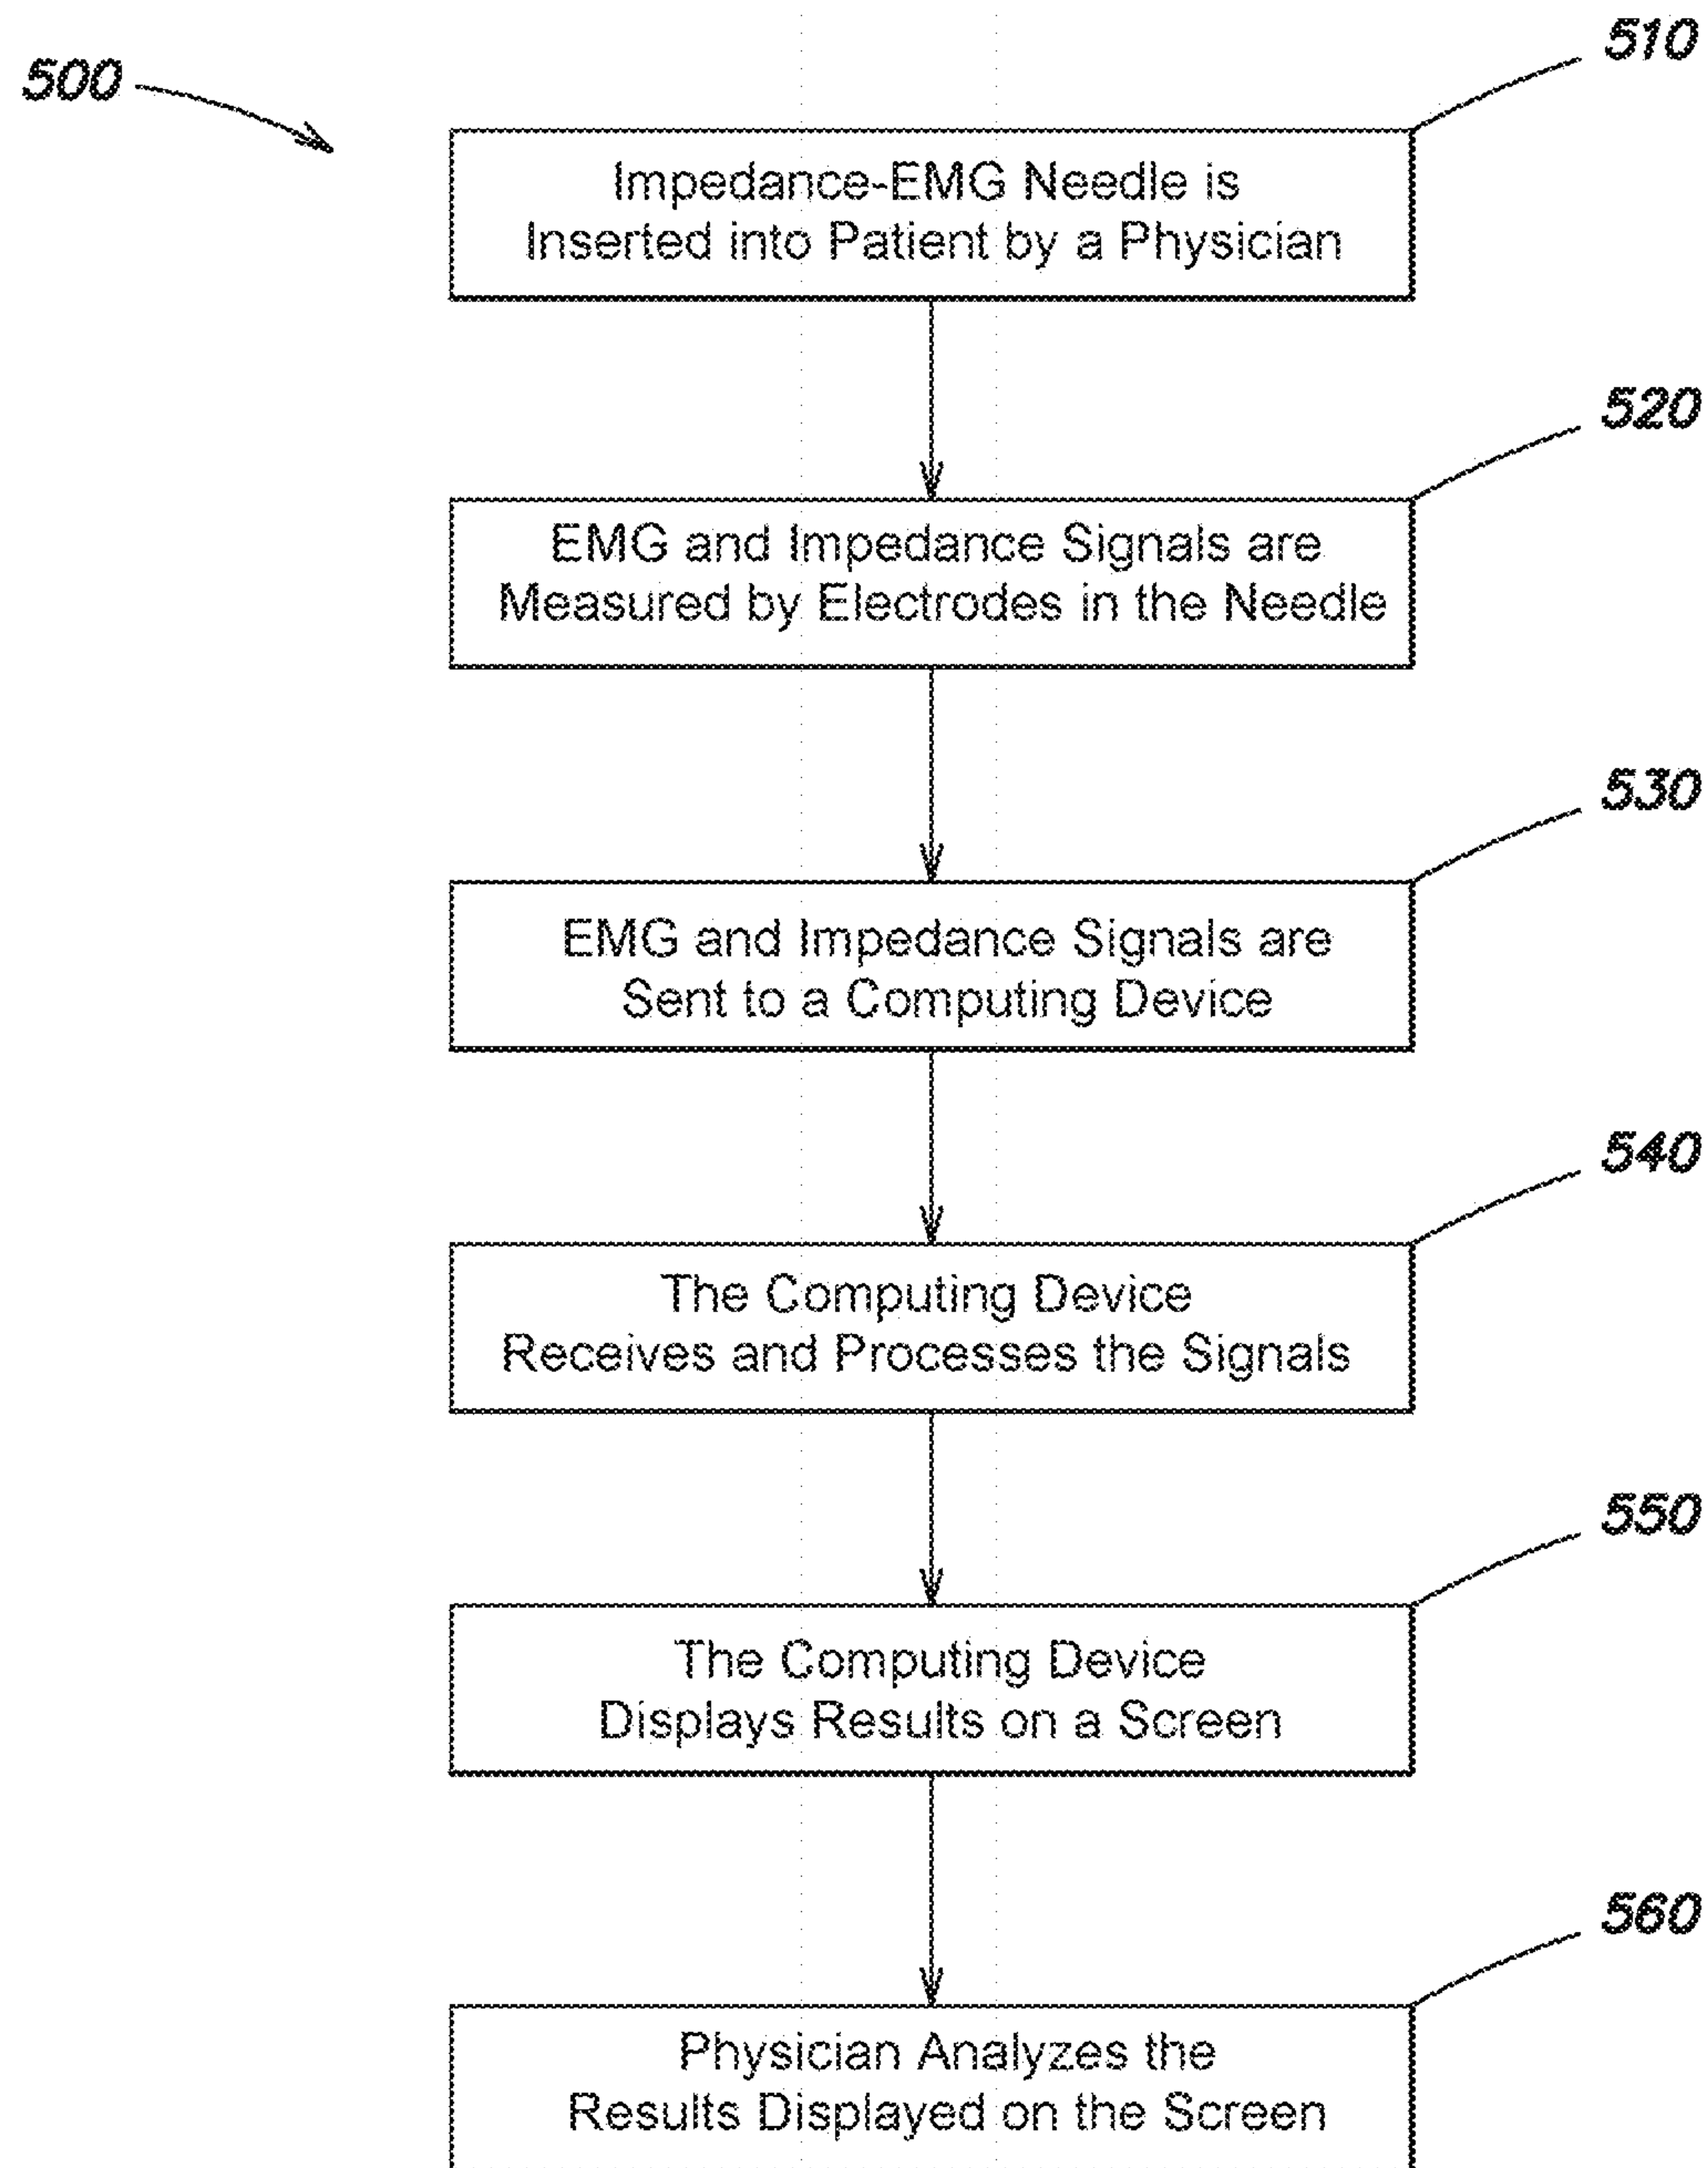 500
510
Impedance-EMG Needle is
Inserted into Patient by a Physician
520
EMG and Impedance Signals are
Measured by Electrodes in the Needle
530
EMG and Impedance Signals are
Sent to a Computing Device
540
The Computing Device
Receives and Processes the Signals
550
The Computing Device
Displays Results on a Screen
560
Physician Analyzes the
Results Displayed on the Screen